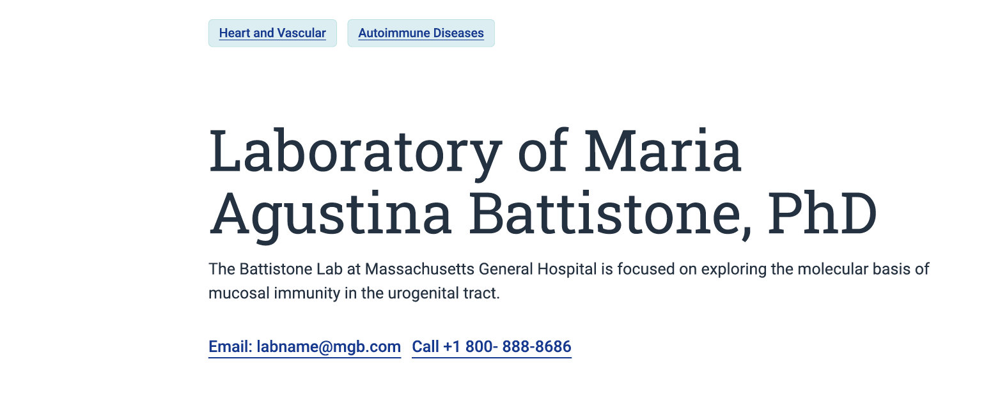 Heart and Vascular Autoimmune Diseases
Laboratory of Maria
Agustina Battistone, PhD
The Battistone Lab at Massachusetts General Hospital is focused on exploring the molecular basis of
mucosal immunity in the urogenital tract.
Email: labname@mgb.com Call +1 800- 888-8686